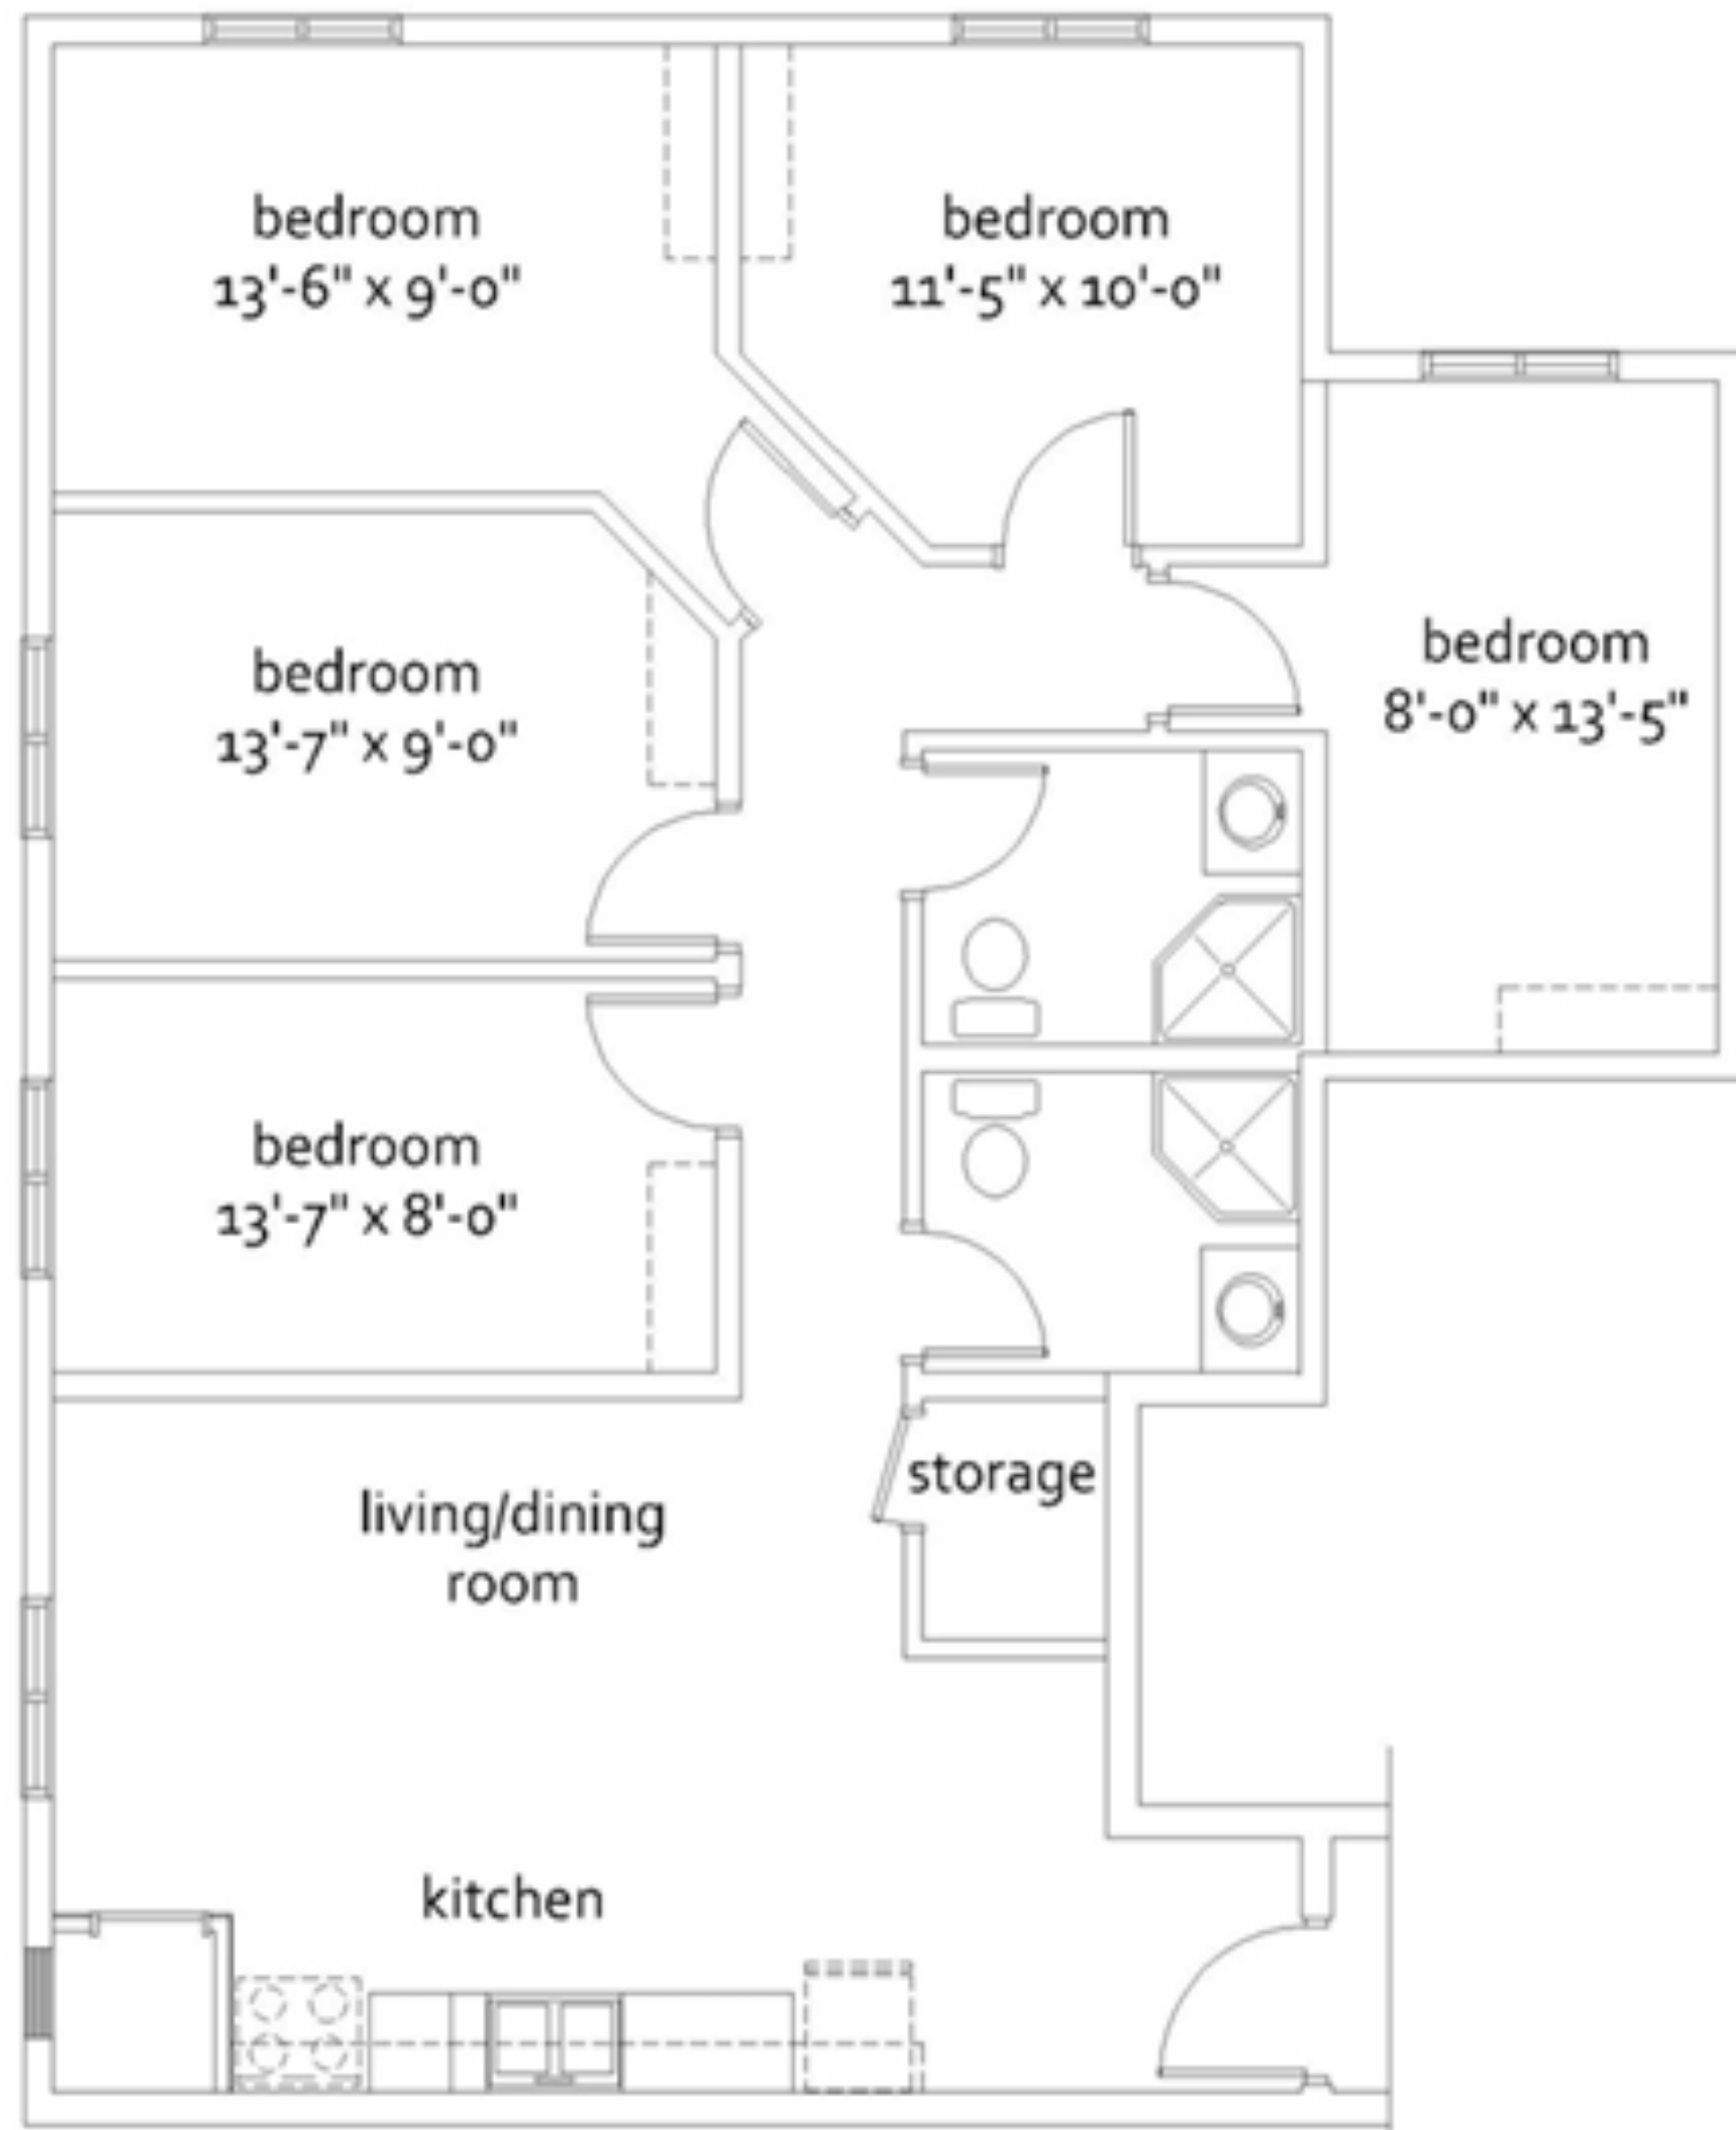 bedroom
13'-6" x 9'-0"
bedroom
11'-5" x 10'-0"
bedroom
8'-0" x 13'-5"
bedroom
13'-7" x 9'-0"
bedroom
13'-7" x 8'-0"
storage
living/dining
room
kitchen